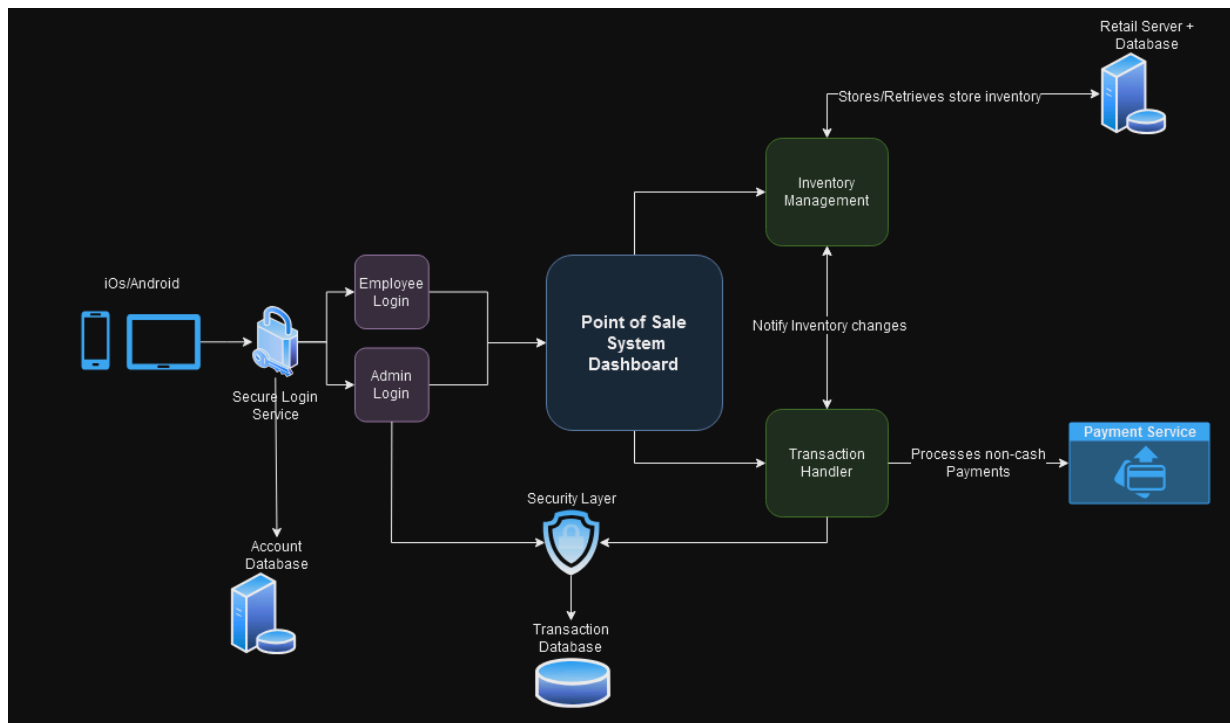 Retail Server +
Database
Stores/Retrieves store inventory
Inventory
Management
iOs/Android
Employee
Login
Point of Sale
System
Dashboard
Notify Inventory changes
Admin
Login
Secure Login
Service
Payment Service
Transaction
Handler
Processes non-cash
Payments
Security Layer
Account
Database
Transaction
Database